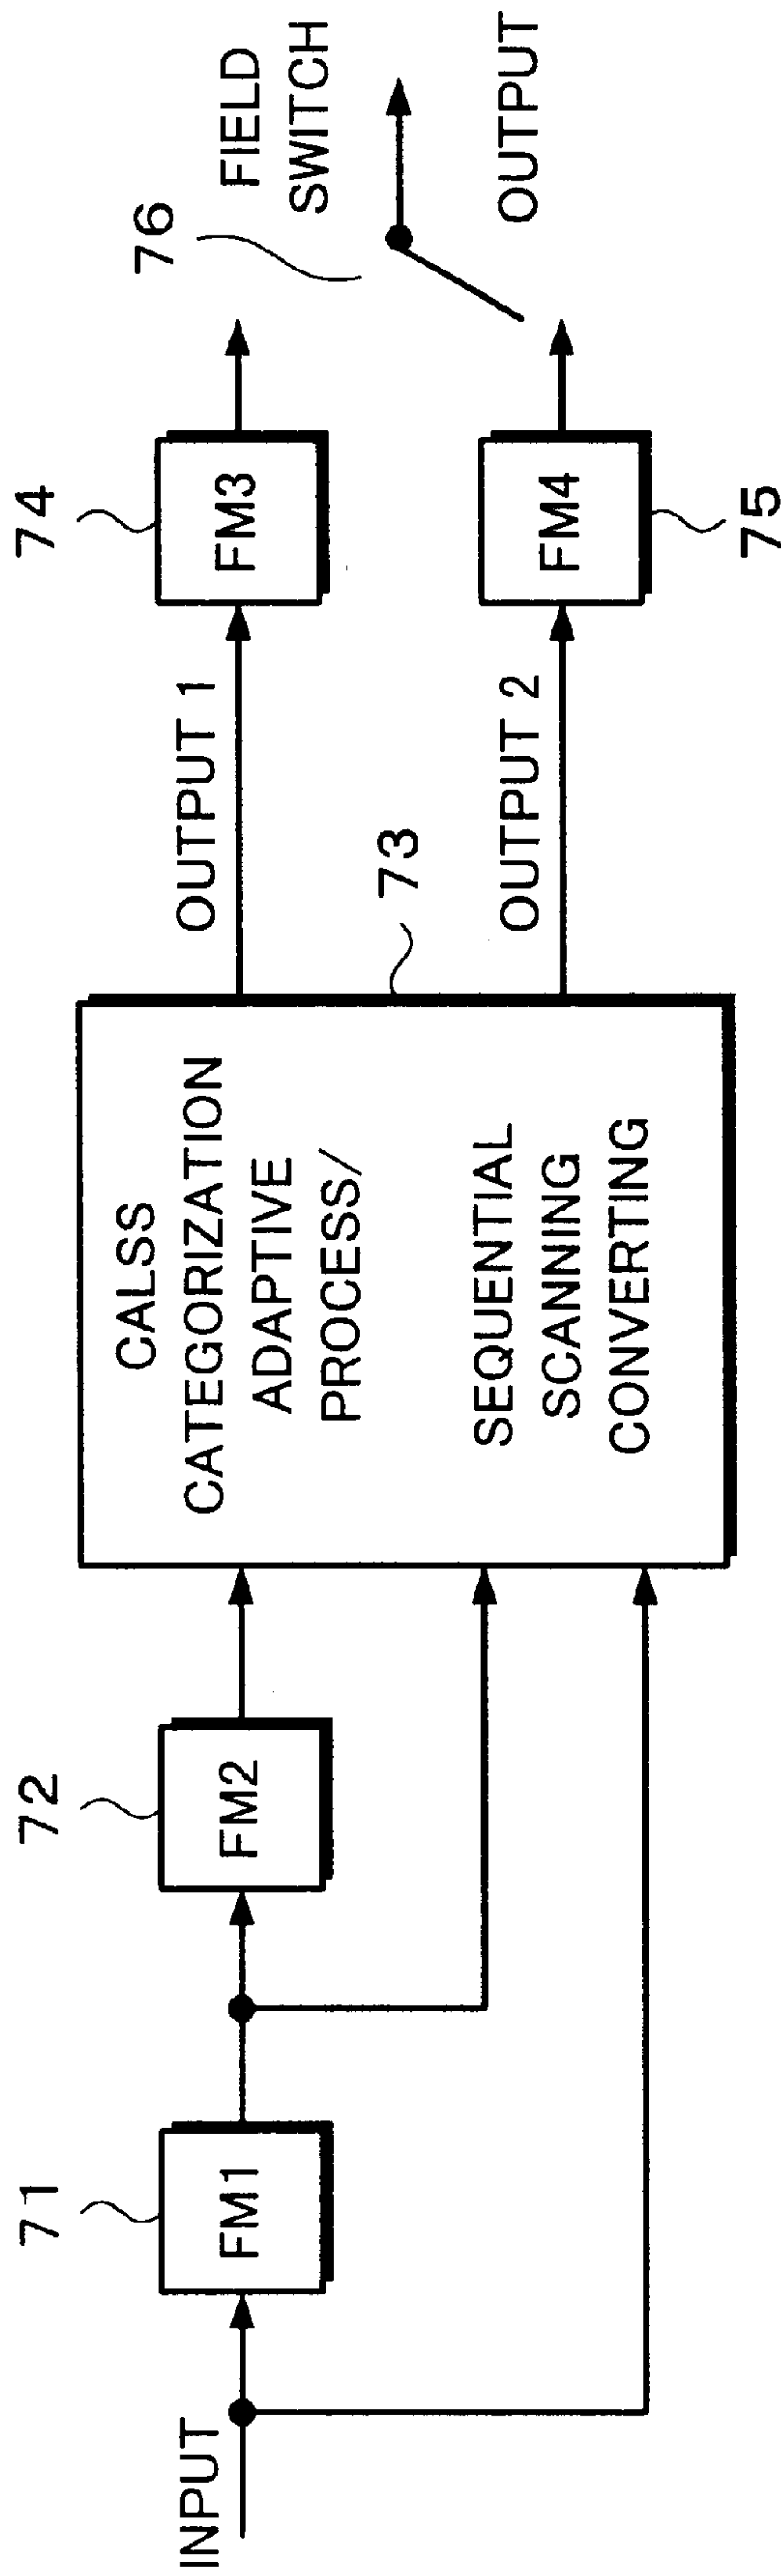 INPUT
71
FM1
72
FM2
CALSS
CATEGORIZATION
ADAPTIVE
PROCESS/
SEQUENTIAL
SCANNING
CONVERTING
73
OUTPUT 1
OUTPUT 2
74
FM3
FM4
75
76
FIELD
SWITCH
OUTPUT